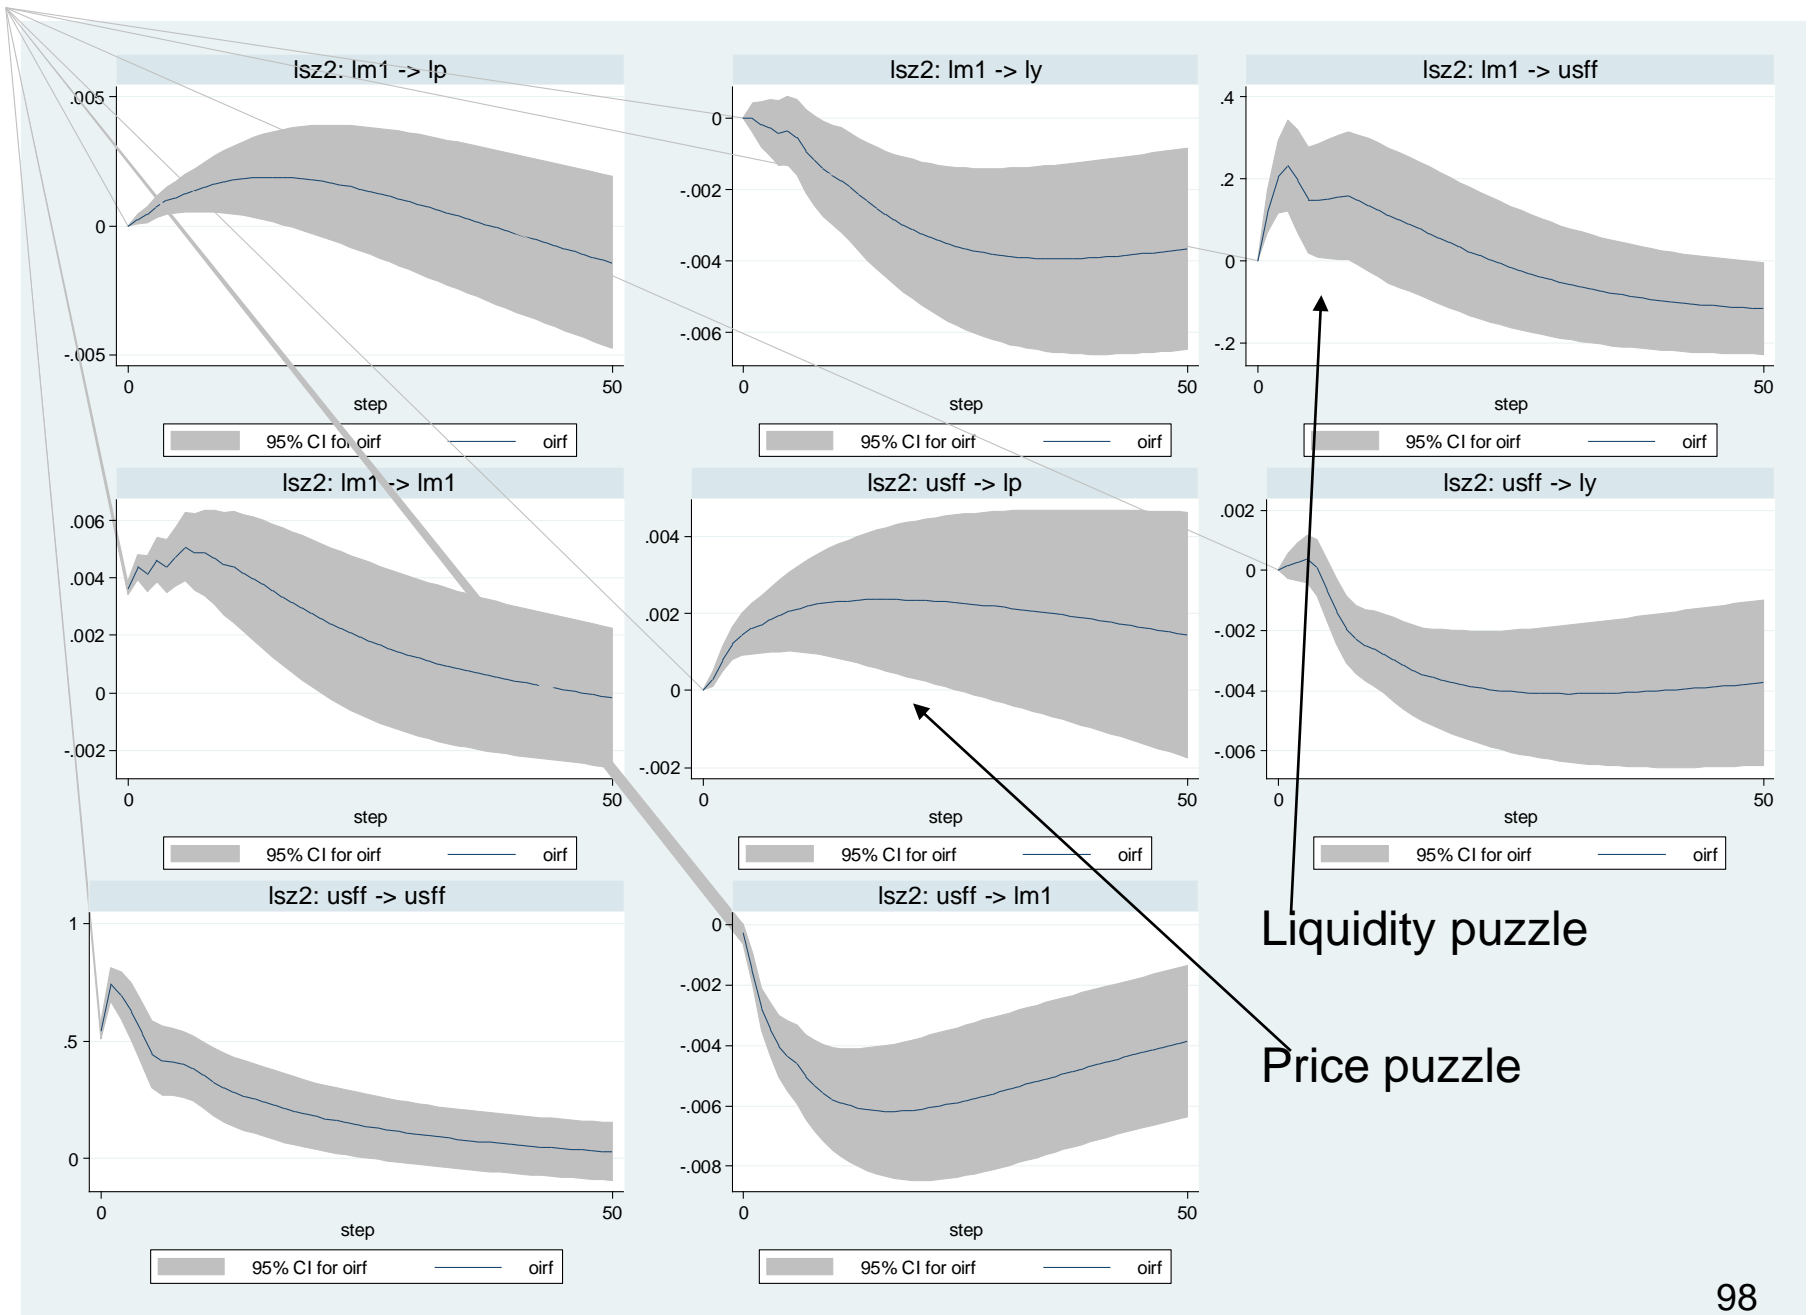 lsz2: lm1 -> lp
lsz2: lm1 -> ly
lsz2: lm1 -> usff
.005
0
-.005
0
50
step
95% CI for oirf
oirf
0
-.002
-.004
-.006
0
50
step
95% CI for oirf
oirf
.4
.2
0
-.2
0
50
step
95% CI for oirf
oirf
lsz2: lm1 -> lm1
lsz2: usff -> lp
lsz2: usff -> ly
.006
.004
.002
0
-.002
0
50
step
95% CI for oirf
oirf
.004
.002
0
-.002
0
50
step
95% CI for oirf
oirf
.002
0
-.002
-.004
-.006
0
50
step
95% CI for oirf
oirf
lsz2: usff -> usff
lsz2: usff -> lm1
1
.5
0
0
50
step
95% CI for oirf
oirf
0
-.002
-.004
-.006
-.008
0
50
step
95% CI for oirf
oirf
Liquidity puzzle
Price puzzle
98